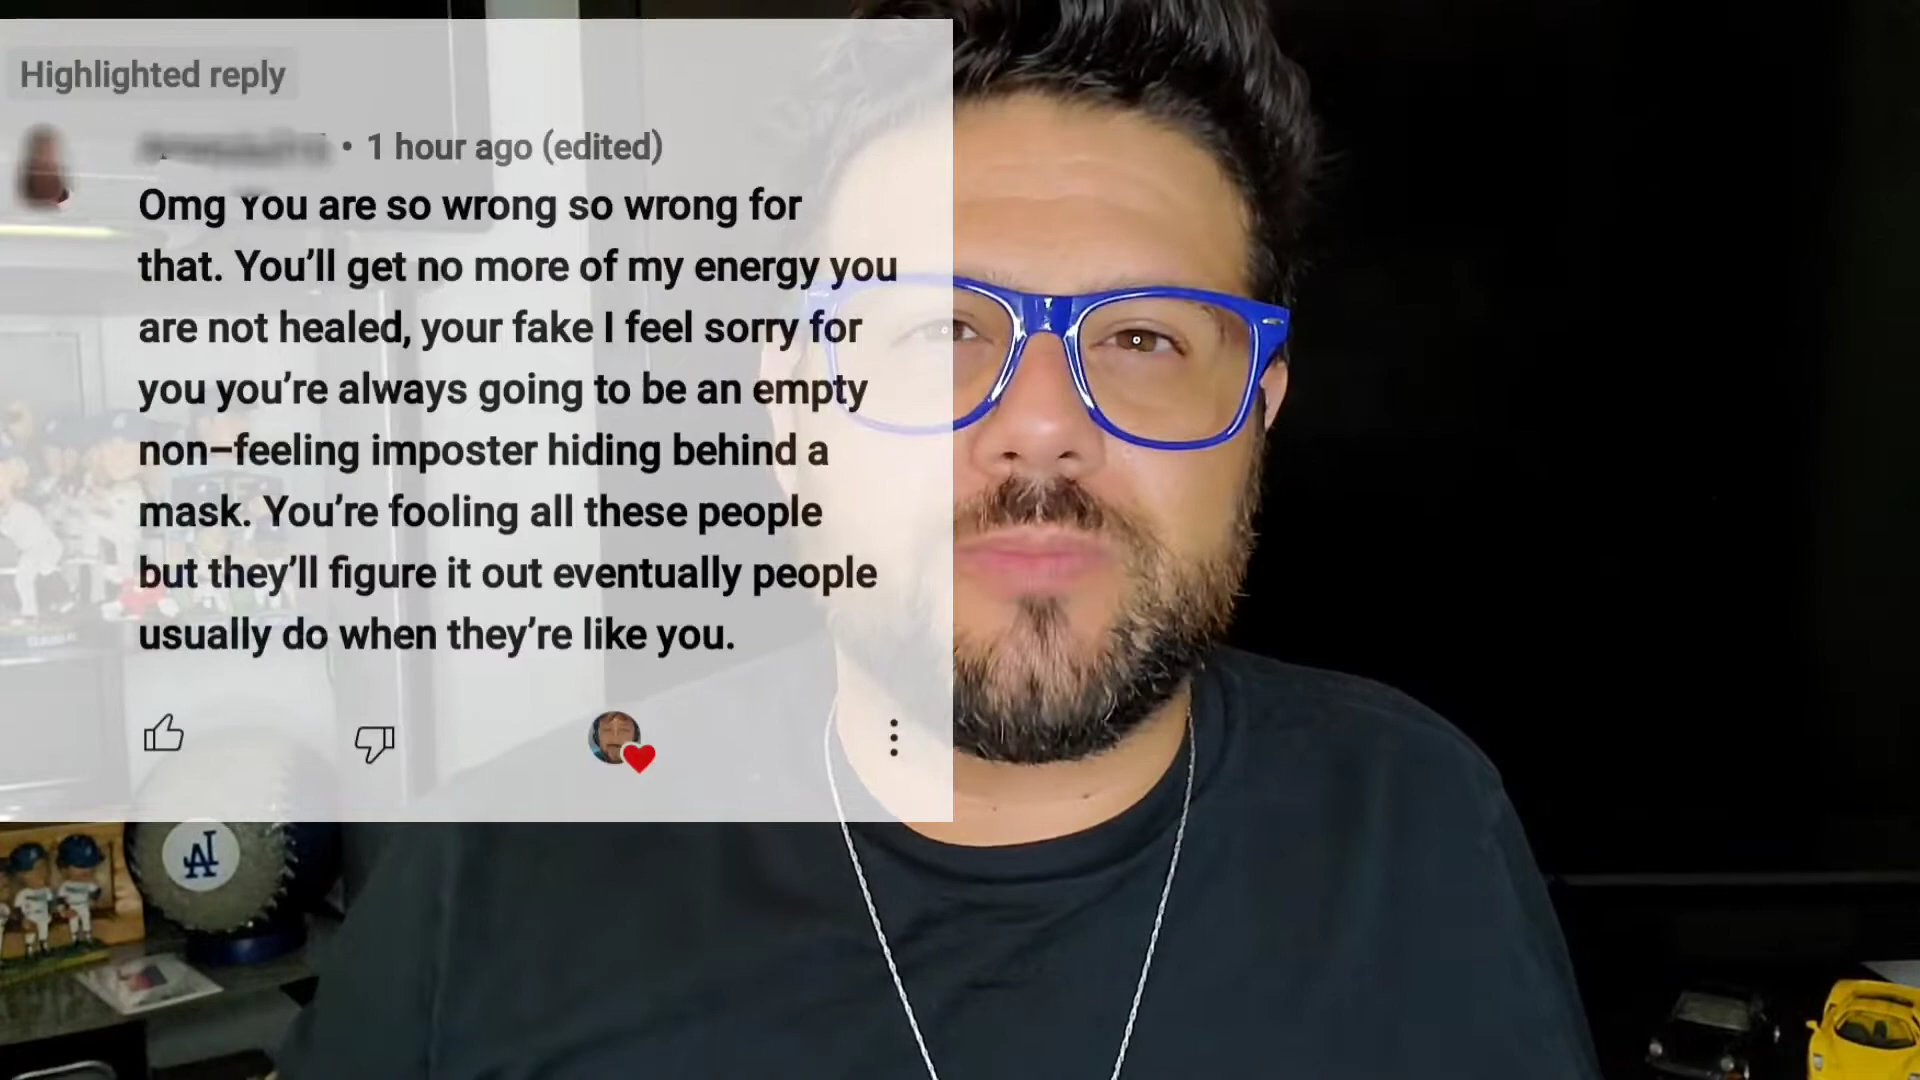 Highlighted reply
• 1 hour ago (edited)
Omg You are so wrong so wrong for
that. You’ll get no more of my energy you
are not healed, your fake I feel sorry for
you you’re always going to be an empty
non–feeling imposter hiding behind a
mask. You’re fooling all these people
but they’ll figure it out eventually people
usually do when they’re like you.